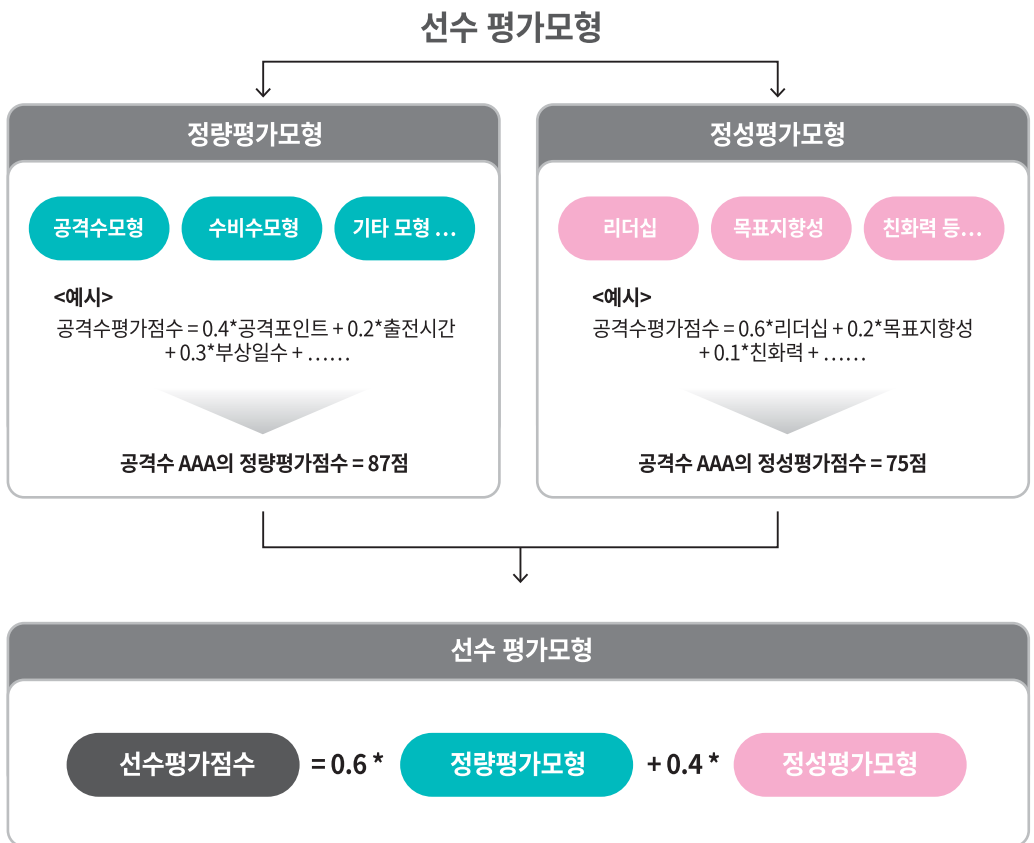 선수 평가모형
정량평가모형
공격수모형
수비수모형
기타 모형 …
<예시>
공격수평가점수 = 0.4*공격포인트 + 0.2*출전시간
+ 0.3*부상일수 + ……
공격수 AAA의 정량평가점수 = 87점
정성평가모형
리더십
목표지향성
친화력 등…
<예시>
공격수평가점수 = 0.6*리더십 + 0.2*목표지향성
+ 0.1*친화력 + ……
공격수 AAA의 정성평가점수 = 75점
선수 평가모형
선수평가점수 = 0.6 * 정량평가모형 + 0.4 * 정성평가모형